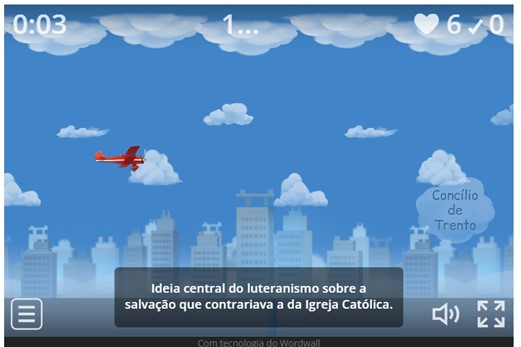 0:03 1... 6 0
Concílio
de
Trento
Ideia central do luteranismo sobre a
salvação que contrariava a da Igreja Católica.
Com tecnologia do Wordwall